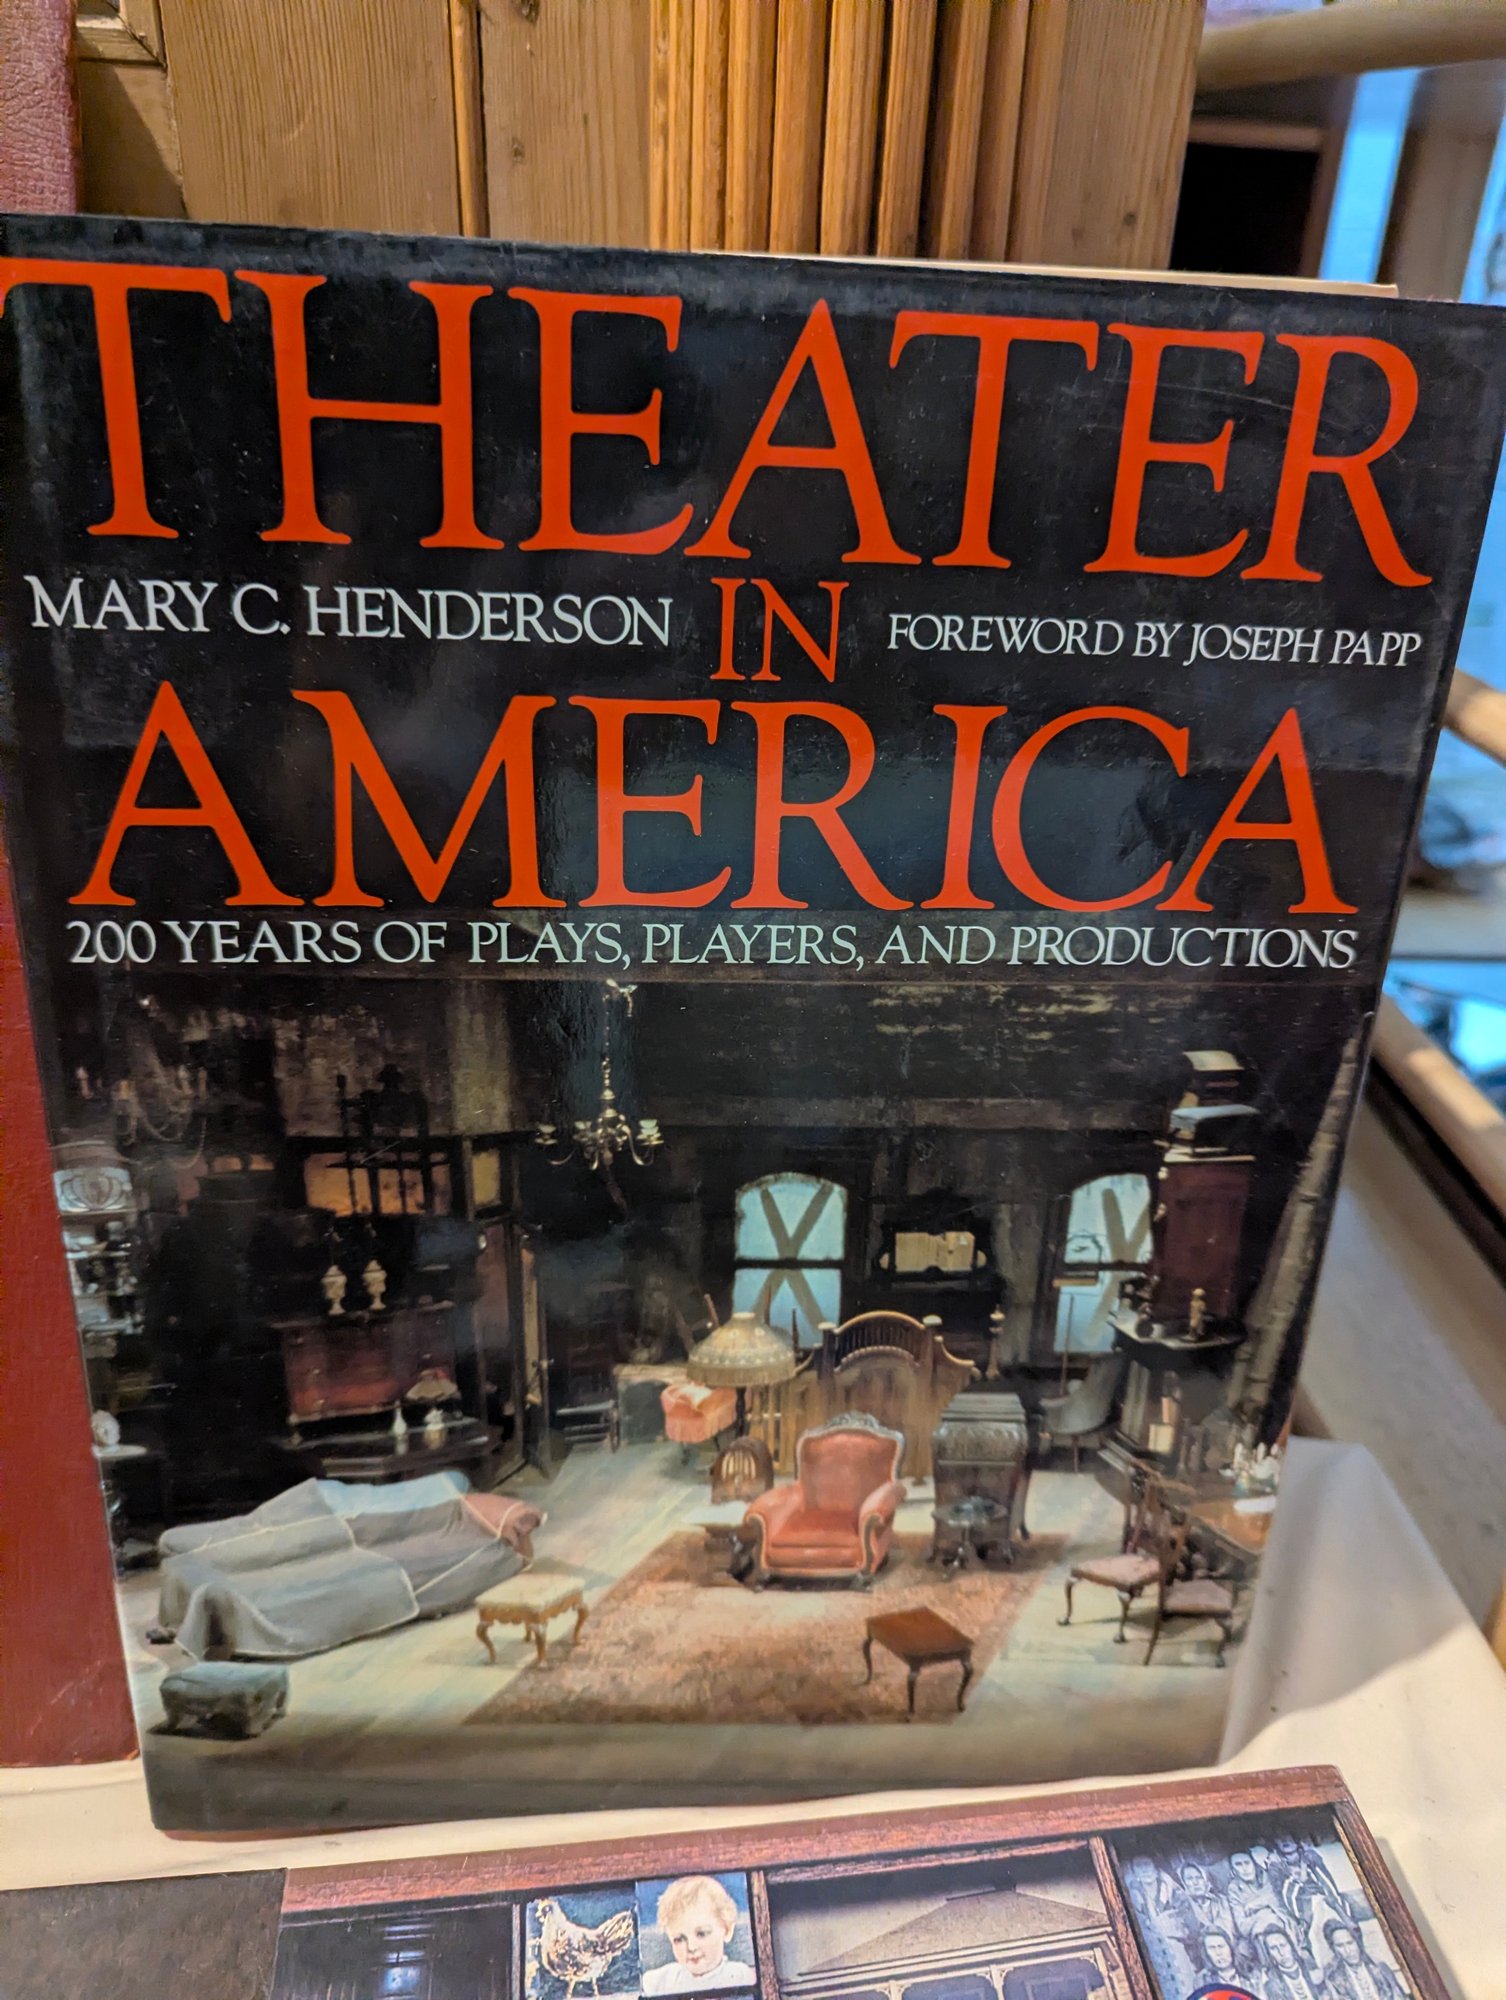 THEATER
MARY C. HENDERSON IN FOREWORD BY JOSEPH PAPP
AMERICA
200 YEARS OF PLAYS, PLAYERS, AND PRODUCTIONS